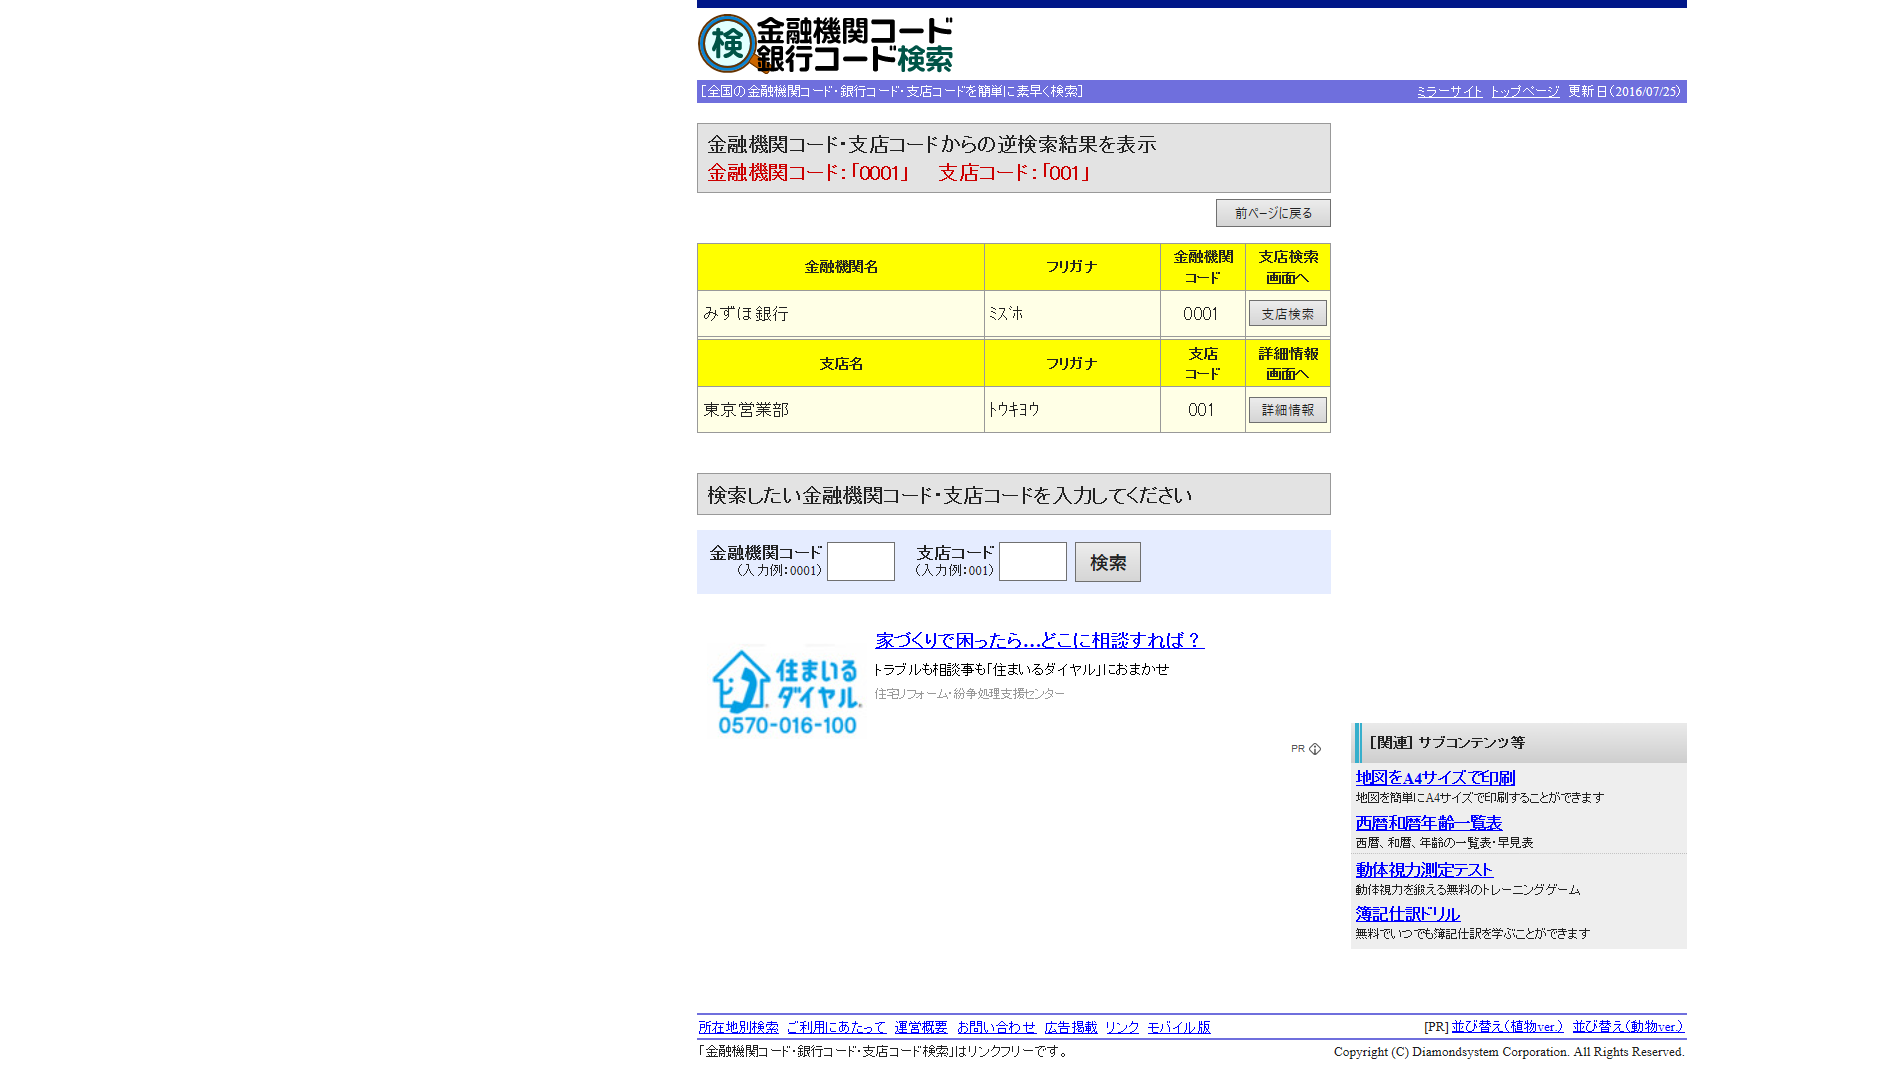 検 金融機関コード
銀行コード検索
[全国の金融機関コード・銀行コード・支店コードを簡単に素早く検索] ミラーサイト トップページ 更新日(2016/07/25)
金融機関コード・支店コードからの逆検索結果を表示
金融機関コード:「0001」 支店コード:「001」
前ページに戻る
金融機関名 フリガナ 金融機関コード 支店検索画面へ
みずほ銀行 ミズホ 0001 支店検索
支店名 フリガナ 支店コード 詳細情報画面へ
東京営業部 トウキヨウ 001 詳細情報
検索したい金融機関コード・支店コードを入力してください
金融機関コード 支店コード 検索
(入力例:0001) (入力例:001)
家づくりで困ったら…どこに相談すれば?
トラブルも相談事も「住まいるダイヤル」におまかせ
住宅リフォーム・紛争処理支援センター
住まいる
ダイヤル
0570-016-100
PR
[関連] サブコンテンツ等
地図をA4サイズで印刷
地図を簡単にA4サイズで印刷することができます
西暦和暦年齢一覧表
西暦、和暦、年齢の一覧表・早見表
動体視力測定テスト
動体視力を鍛える無料のトレーニングゲーム
簿記仕訳ドリル
無料でいつでも簿記仕訳を学ぶことができます
所在地別検索 ご利用にあたって 運営概要 お問い合わせ 広告掲載 リンク モバイル版 [PR] 並び替え(植物ver.) 並び替え(動物ver.)
「金融機関コード・銀行コード・支店コード検索」はリンクフリーです。 Copyright (C) Diamondsystem Corporation. All Rights Reserved.